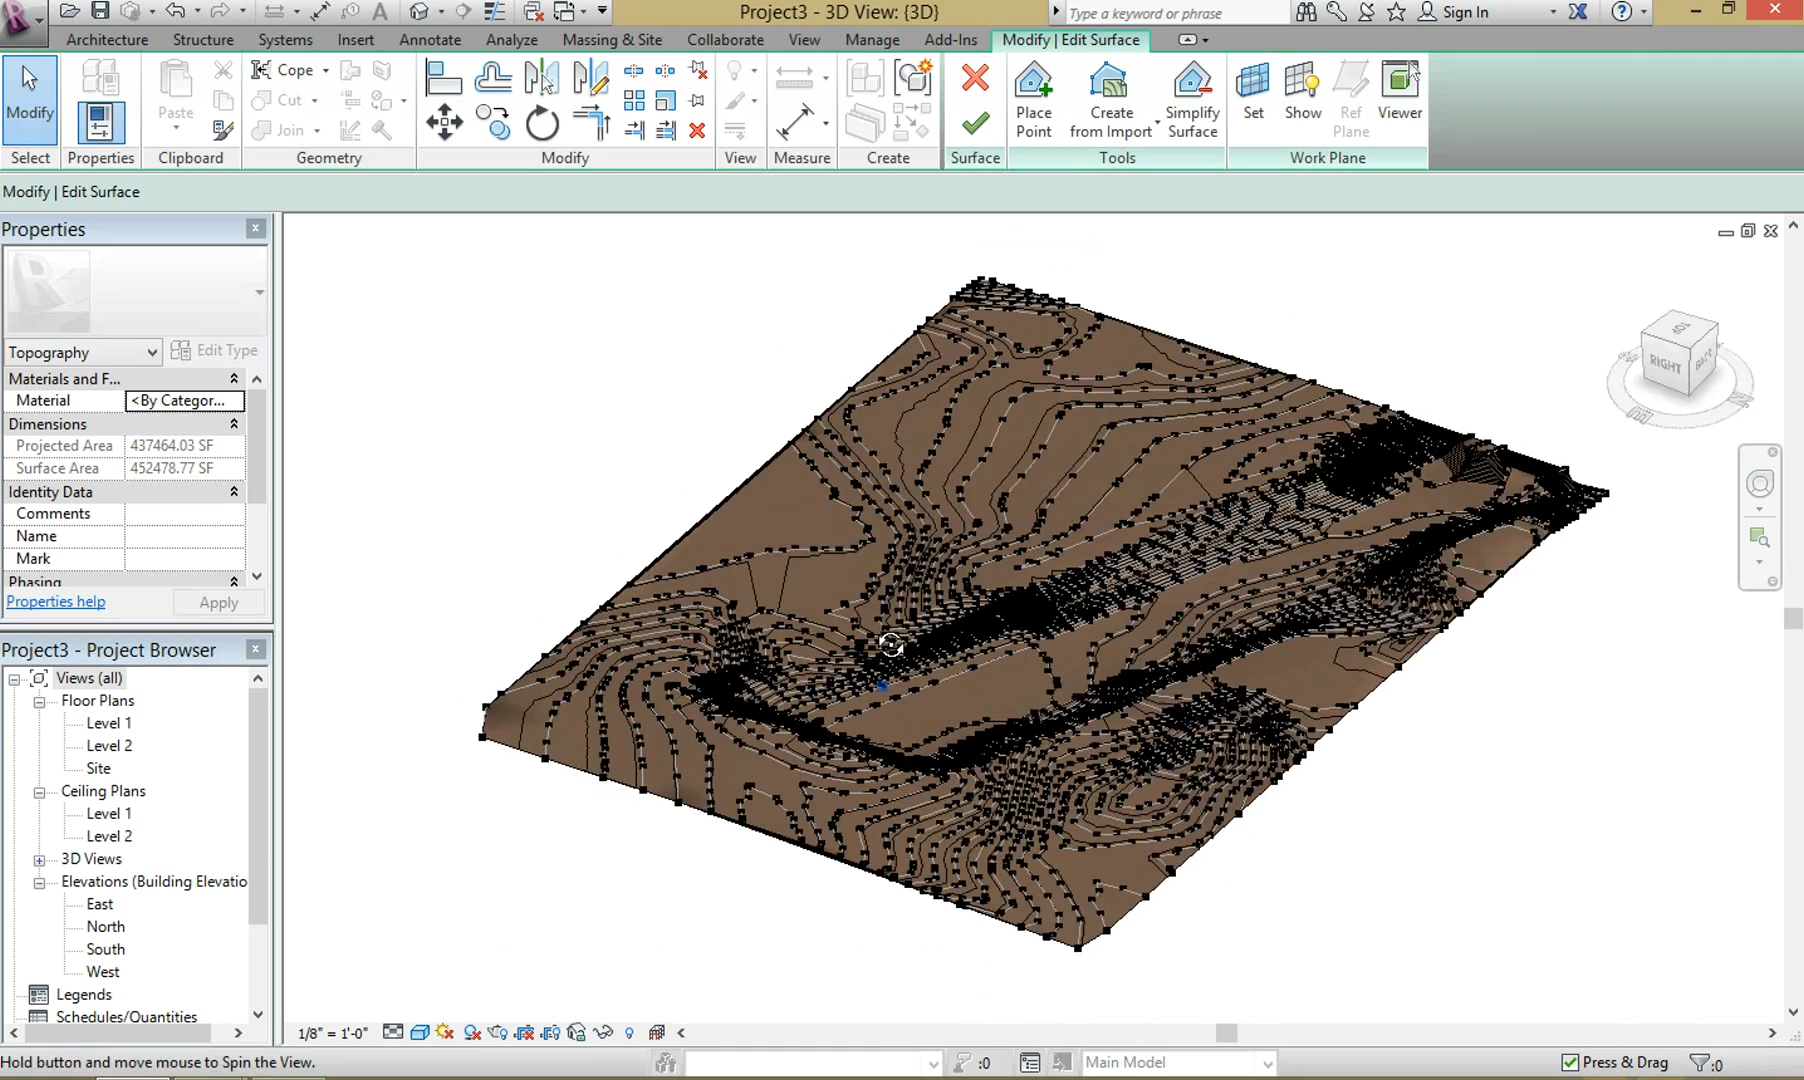 Project3 - 3D View: {3D}
Type a keyword or phrase
Sign In
Architecture
Structure
Systems
Insert
Annotate
Analyze
Massing & Site
Collaborate
View
Manage
Add-Ins
Modify | Edit Surface
Modify
Paste
Cope
Cut
Join
Place Point
Create from Import
Simplify Surface
Set
Show
Ref Plane
Viewer
Select
Properties
Clipboard
Geometry
Modify
View
Measure
Create
Surface
Tools
Work Plane
Modify | Edit Surface
Properties
Topography
Edit Type
Materials and F...
Material <By Categor...
Dimensions
Projected Area 437464.03 SF
Surface Area 452478.77 SF
Identity Data
Comments
Name
Mark
Phasing
Properties help
Apply
Project3 - Project Browser
Views (all)
Floor Plans
Level 1
Level 2
Site
Ceiling Plans
Level 1
Level 2
3D Views
Elevations (Building Elevatio
East
North
South
West
Legends
Schedules/Quantities
TOP
RIGHT
BACK
1/8" = 1'-0"
Hold button and move mouse to Spin the View.
:0
Main Model
Press & Drag
:0